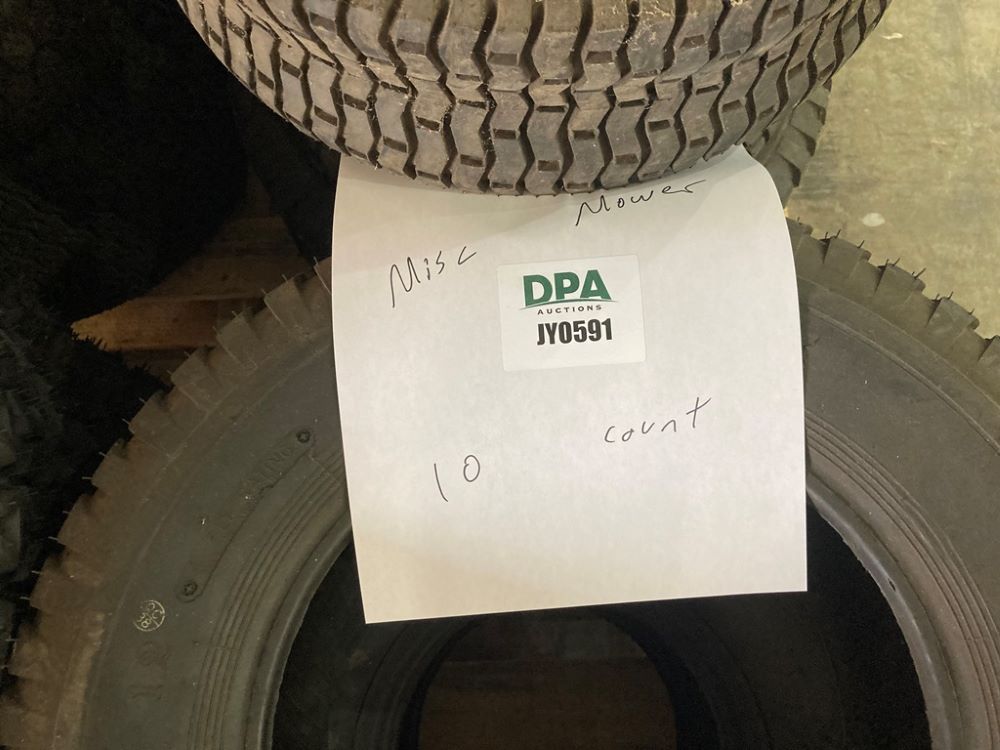 Misc Mower
DPA
AUCTIONS
JY0591
10 count